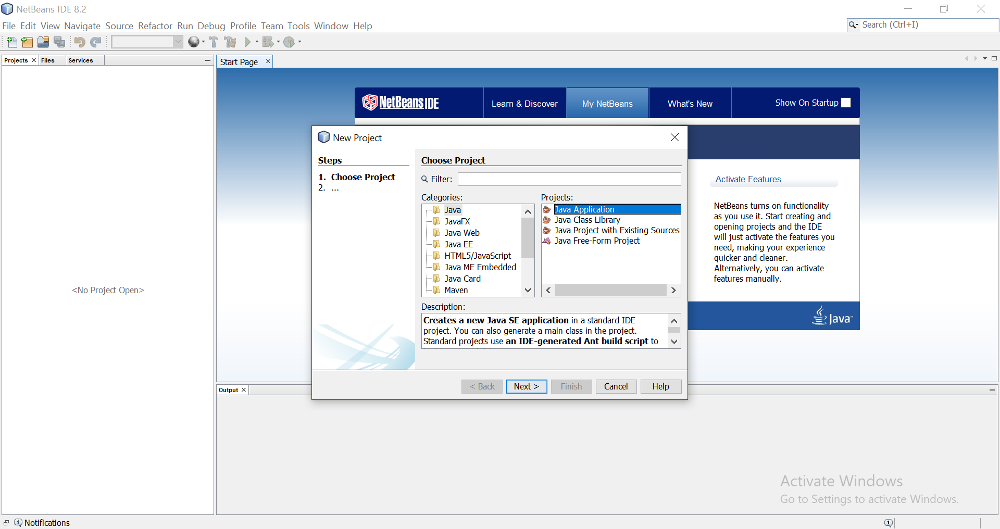 NetBeans IDE 8.2
File Edit View Navigate Source Refactor Run Debug Profile Team Tools Window Help
Search (Ctrl+I)
Projects Files Services
Start Page
NetBeans IDE
Learn & Discover
My NetBeans
What's New
Show On Startup
<No Project Open>
New Project
Steps
1. Choose Project
2. ...
Choose Project
Filter:
Categories:
Java
JavaFX
Java Web
Java EE
HTML5/JavaScript
Java ME Embedded
Java Card
Maven
Projects:
Java Application
Java Class Library
Java Project with Existing Sources
Java Free-Form Project
Description:
Creates a new Java SE application in a standard IDE
project. You can also generate a main class in the project.
Standard projects use an IDE-generated Ant build script to
< Back
Next >
Finish
Cancel
Help
Activate Features
NetBeans turns on functionality
as you use it. Start creating and
opening projects and the IDE
will just activate the features you
need, making your experience
quicker and cleaner.
Alternatively, you can activate
features manually.
Java™
Output
Activate Windows
Go to Settings to activate Windows.
Notifications